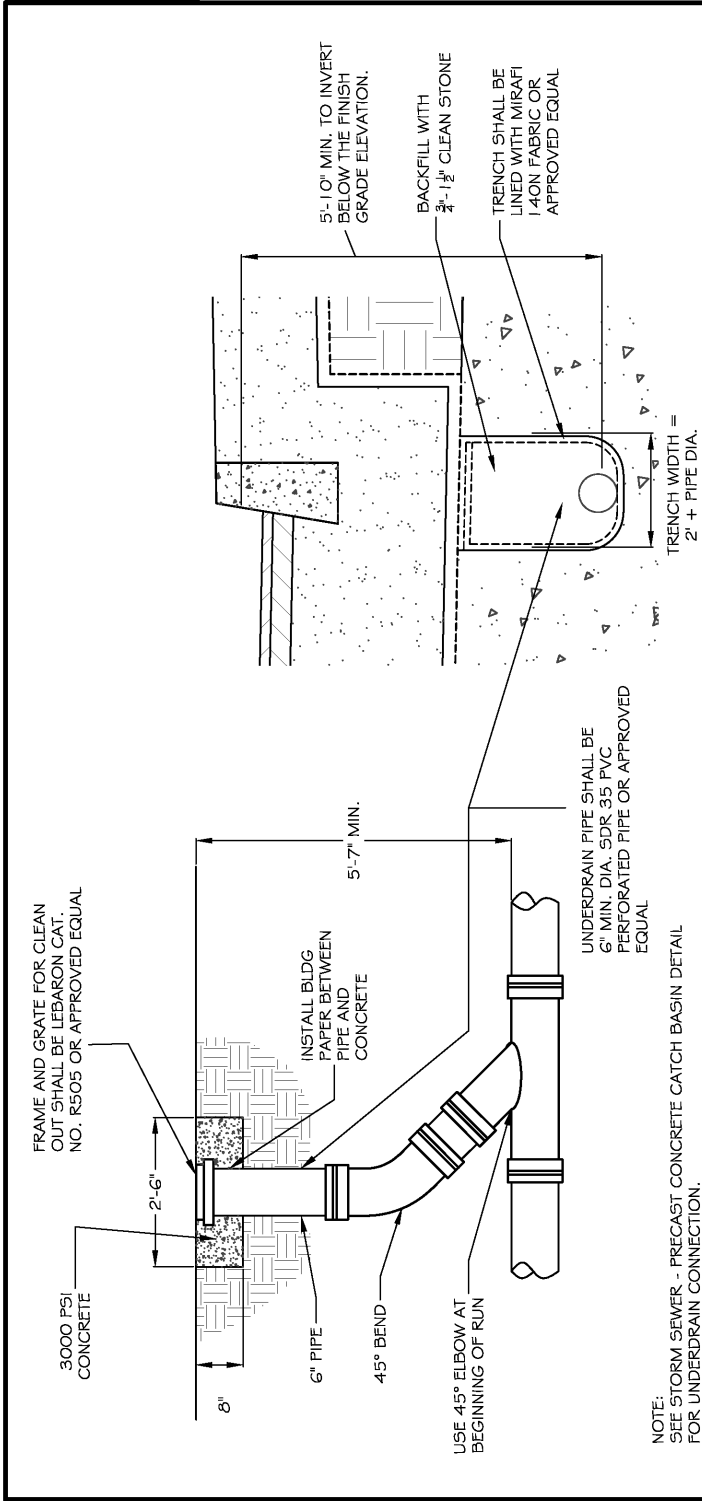 FRAME AND GRATE FOR CLEAN
OUT SHALL BE LEBARON CAT.
NO. R505 OR APPROVED EQUAL
3000 PSI
CONCRETE
2'-6"
8"
INSTALL BLDG
PAPER BETWEEN
PIPE AND
CONCRETE
5'-7" MIN.
6" PIPE
45° BEND
USE 45° ELBOW AT
BEGINNING OF RUN
UNDERDRAIN PIPE SHALL BE
6" MIN. DIA. SDR 35 PVC
PERFORATED PIPE OR APPROVED
EQUAL
NOTE:
SEE STORM SEWER - PRECAST CONCRETE CATCH BASIN DETAIL
FOR UNDERDRAIN CONNECTION.
5'-10" MIN. TO INVERT
BELOW THE FINISH
GRADE ELEVATION.
BACKFILL WITH
3/4"-1 1/2" CLEAN STONE
TRENCH SHALL BE
LINED WITH MIRAFI
140N FABRIC OR
APPROVED EQUAL
TRENCH WIDTH =
2' + PIPE DIA.